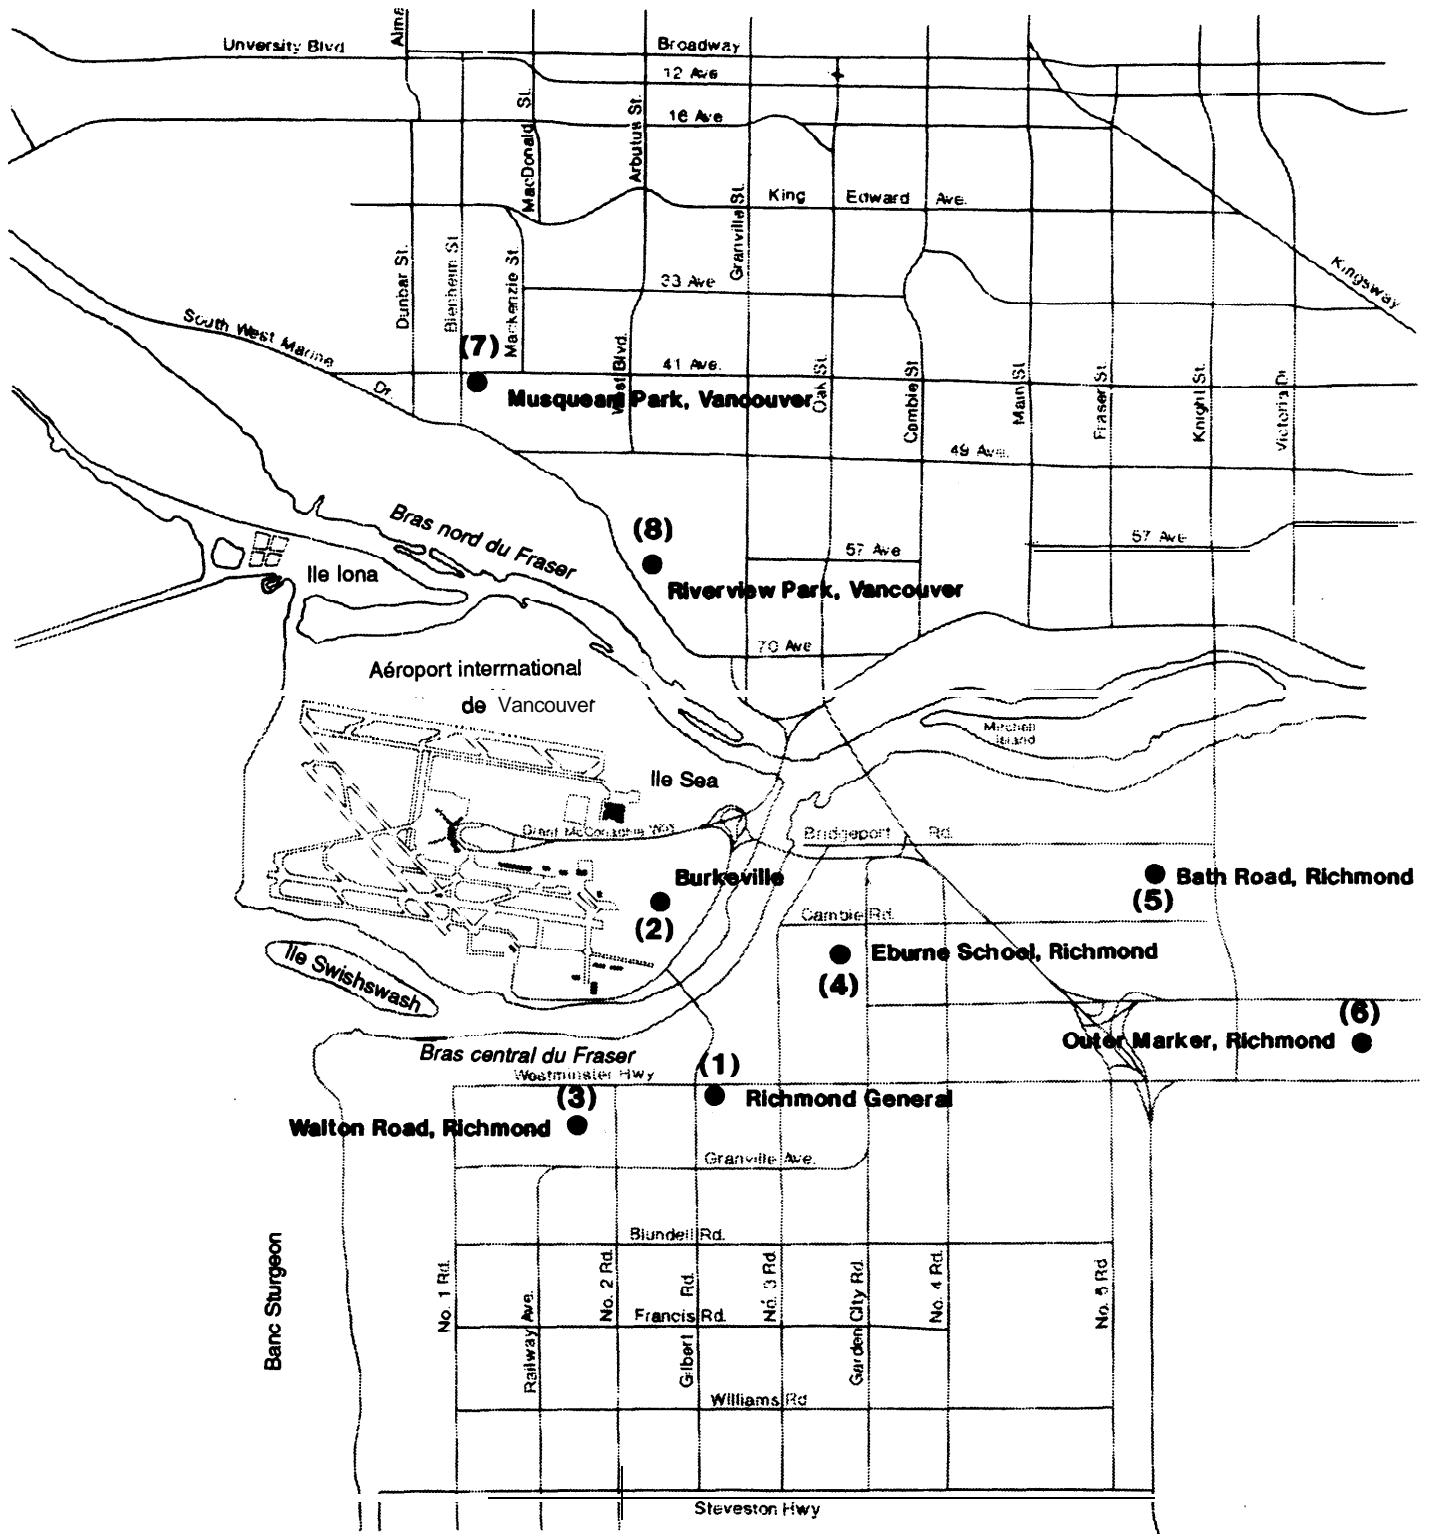 Alma
Unversity Blvd
Broadway
12 Ave
MacDonald St.
Arbutus St.
16 Ave
Granville St.
King Edward Ave.
Dunbar St.
Blenheim St
Mackenzie St
33 Ave
Kingsway
South West Marine Dr.
(7)
West Blvd.
41 Ave.
Oak St.
Cambie St
Main St
Fraser St.
Knight St.
Victoria Dr
Musqueam Park, Vancouver
49 Ave.
Bras nord du Fraser
(8)
57 Ave
57 Ave
Ile Iona
Riverview Park, Vancouver
70 Ave
Aéroport international
de Vancouver
Mitchell
Island
Ile Sea
Grant McConachie Way
Bridgeport Rd.
Burkeville
Bath Road, Richmond
(5)
(2)
Cambie Rd.
Ile Swishswash
Eburne School, Richmond
(4)
(6)
Outer Marker, Richmond
Bras central du Fraser
(1)
Westminster Hwy
(3)
Richmond General
Walton Road, Richmond
Granville Ave.
Blundell Rd.
Banc Sturgeon
No. 1 Rd.
Railway Ave.
No. 2 Rd.
Francis Rd.
Gilbert Rd.
No. 3 Rd.
Garden City Rd.
No. 4 Rd.
No. 5 Rd
Williams Rd
Steveston Hwy